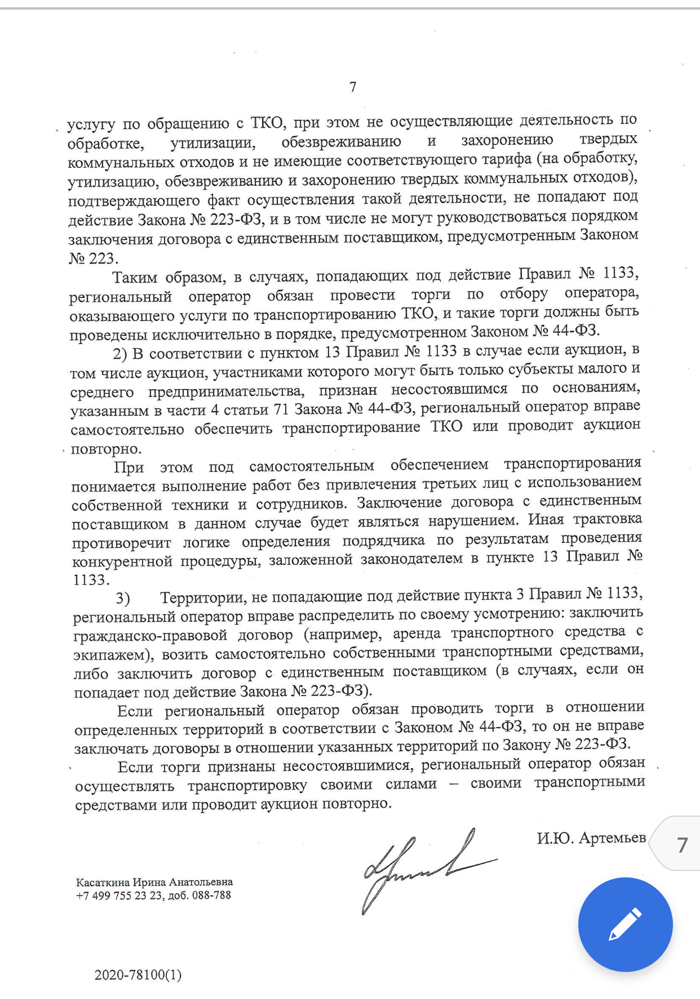 7
услугу по обращению с ТКО, при этом не осуществляющие деятельность по
обработке, утилизации, обезвреживанию и захоронению твердых
коммунальных отходов и не имеющие соответствующего тарифа (на обработку,
утилизацию, обезвреживанию и захоронению твердых коммунальных отходов),
подтверждающего факт осуществления такой деятельности, не попадают под
действие Закона № 223-ФЗ, и в том числе не могут руководствоваться порядком
заключения договора с единственным поставщиком, предусмотренным Законом
№ 223.
Таким образом, в случаях, попадающих под действие Правил № 1133,
региональный оператор обязан провести торги по отбору оператора,
оказывающего услуги по транспортированию ТКО, и такие торги должны быть
проведены исключительно в порядке, предусмотренном Законом № 44-ФЗ.
2) В соответствии с пунктом 13 Правил № 1133 в случае если аукцион, в
том числе аукцион, участниками которого могут быть только субъекты малого и
среднего предпринимательства, признан несостоявшимся по основаниям,
указанным в части 4 статьи 71 Закона № 44-ФЗ, региональный оператор вправе
самостоятельно обеспечить транспортирование ТКО или проводит аукцион
повторно.
При этом под самостоятельным обеспечением транспортирования
понимается выполнение работ без привлечения третьих лиц с использованием
собственной техники и сотрудников. Заключение договора с единственным
поставщиком в данном случае будет являться нарушением. Иная трактовка
противоречит логике определения подрядчика по результатам проведения
конкурентной процедуры, заложенной законодателем в пункте 13 Правил №
1133.
3) Территории, не попадающие под действие пункта 3 Правил № 1133,
региональный оператор вправе распределить по своему усмотрению: заключить
гражданско-правовой договор (например, аренда транспортного средства с
экипажем), возить самостоятельно собственными транспортными средствами,
либо заключить договор с единственным поставщиком (в случаях, если он
попадает под действие Закона № 223-ФЗ).
Если региональный оператор обязан проводить торги в отношении
определенных территорий в соответствии с Законом № 44-ФЗ, то он не вправе
заключать договоры в отношении указанных территорий по Закону № 223-ФЗ.
Если торги признаны несостоявшимися, региональный оператор обязан
осуществлять транспортировку своими силами – своими транспортными
средствами или проводит аукцион повторно.
И.Ю. Артемьев
7
Касаткина Ирина Анатольевна
+7 499 755 23 23, доб. 088-788
2020-78100(1)